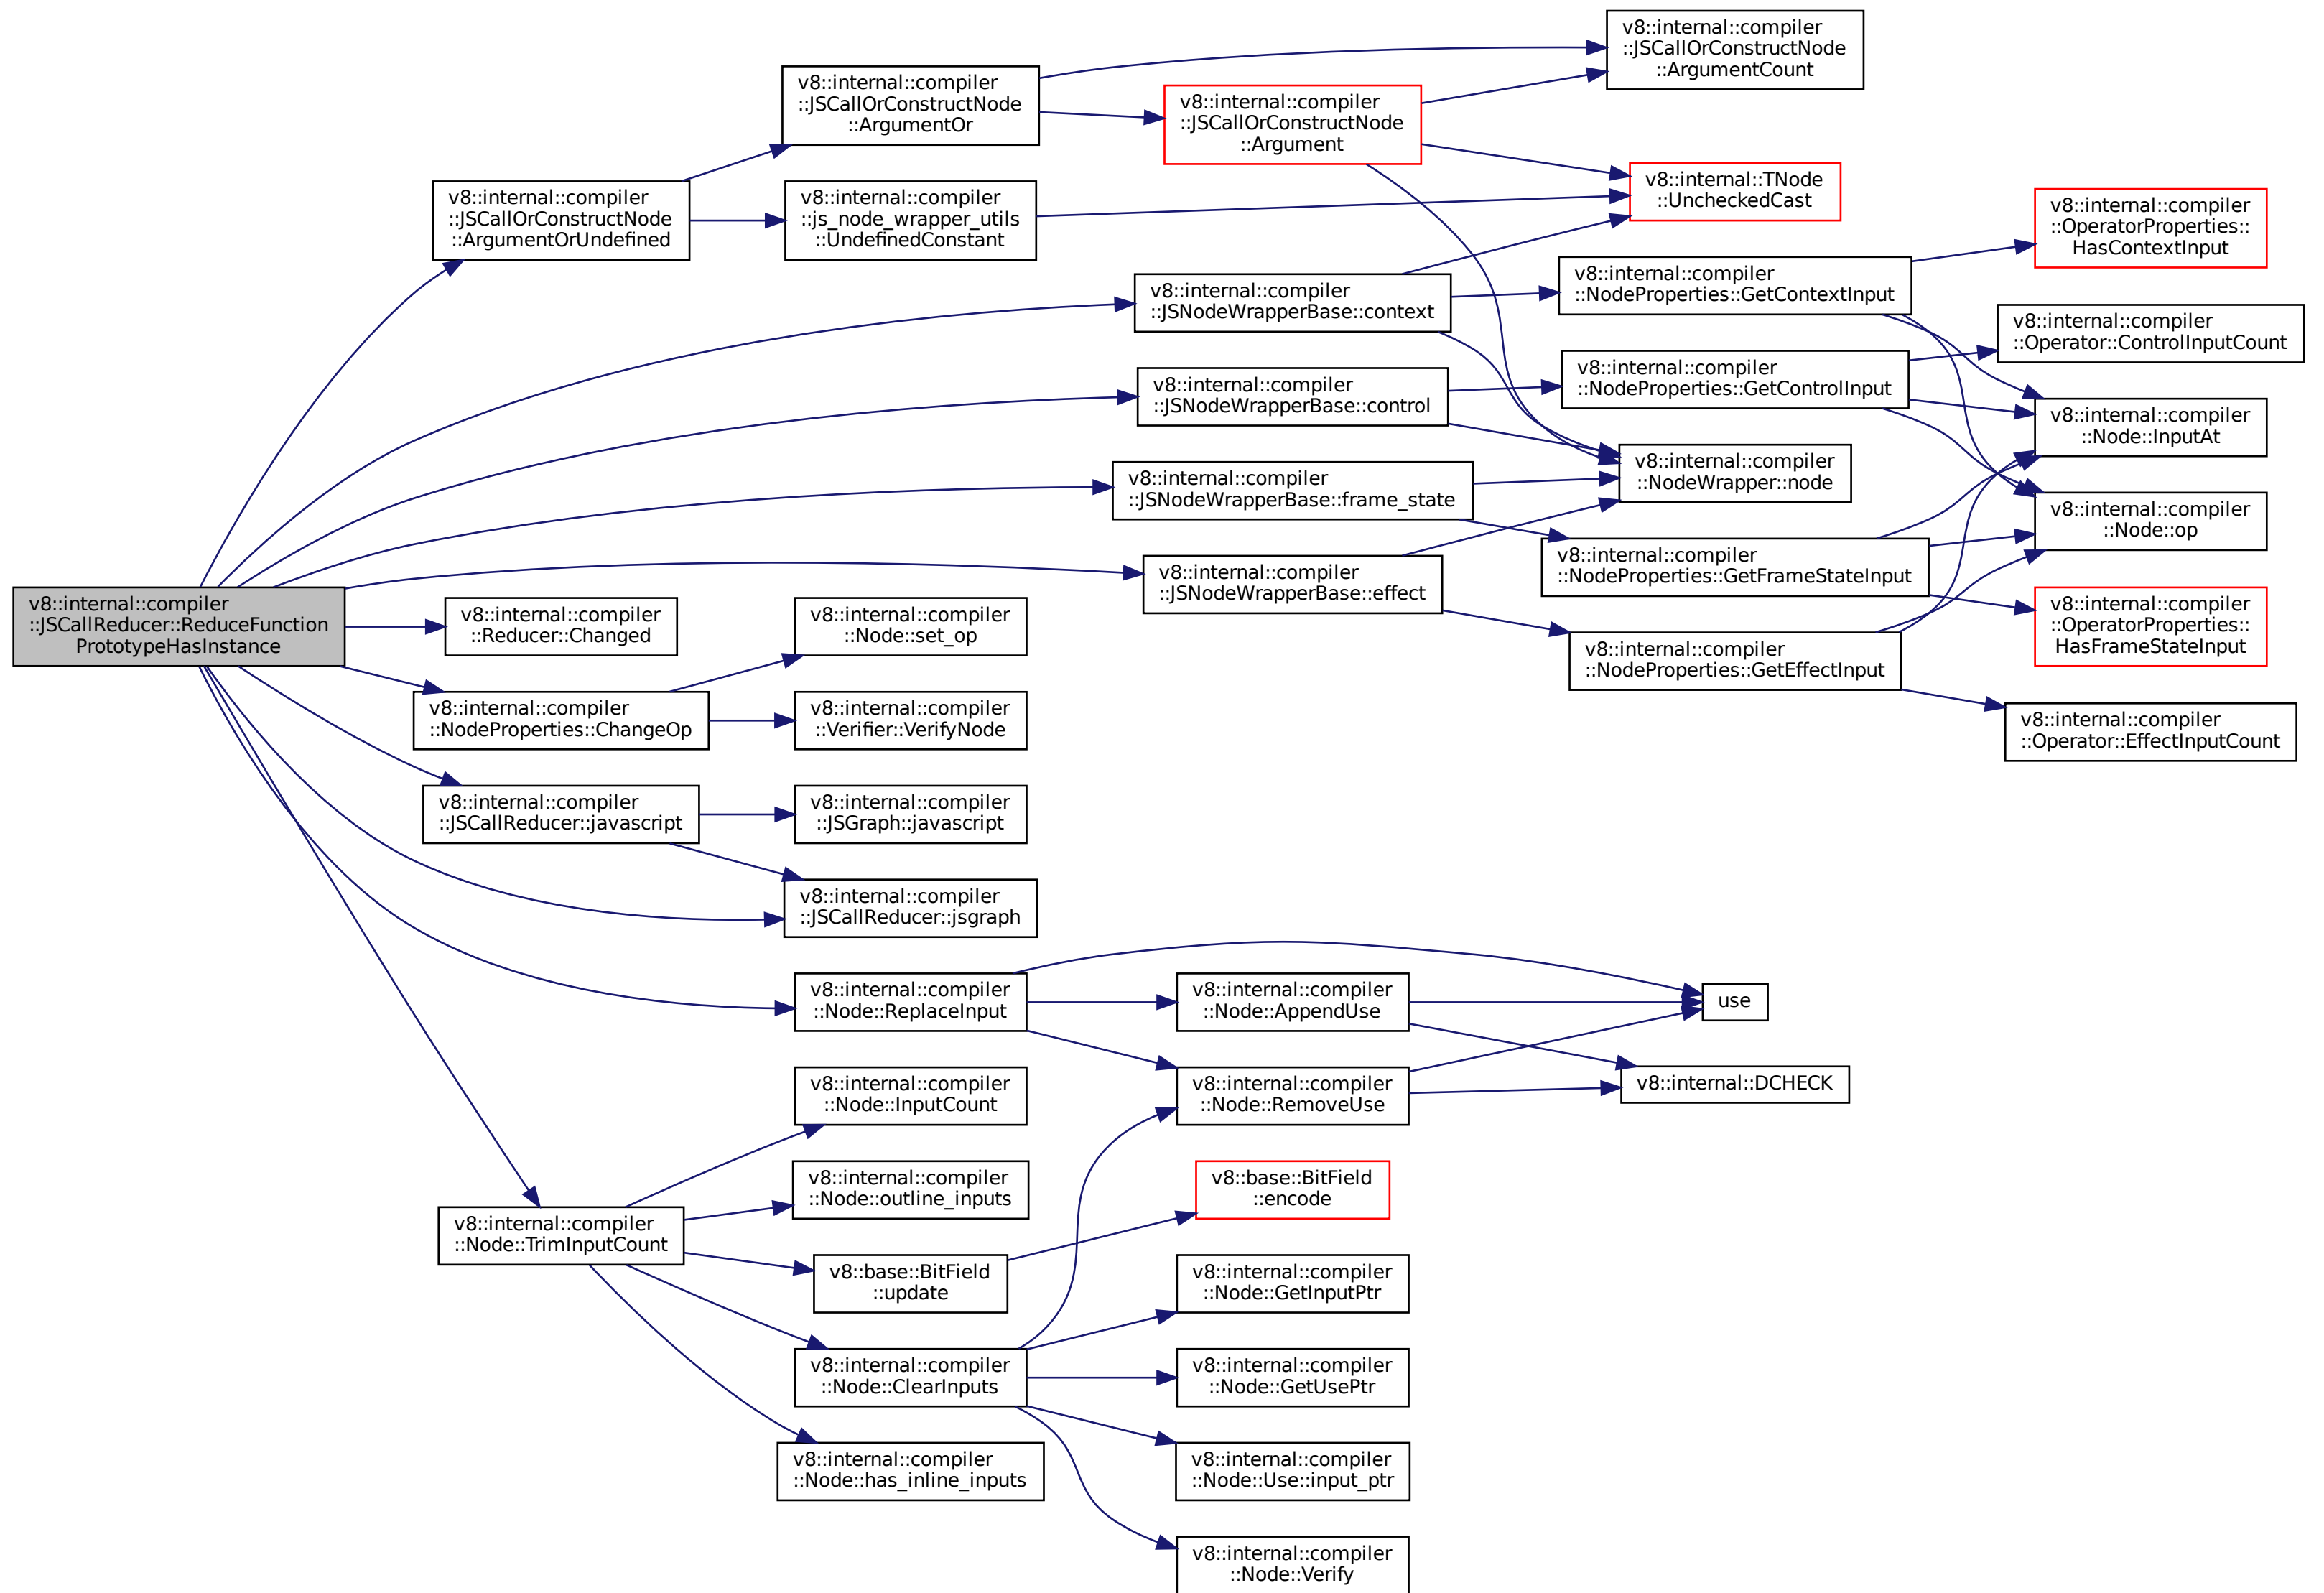 v8::internal::compiler
::JSCallReducer::ReduceFunction
PrototypeHasInstance
v8::internal::compiler
::JSCallOrConstructNode
::ArgumentOrUndefined
v8::internal::compiler
::JSCallOrConstructNode
::ArgumentOr
v8::internal::compiler
::js_node_wrapper_utils
::UndefinedConstant
v8::internal::compiler
::JSCallOrConstructNode
::Argument
v8::internal::compiler
::JSCallOrConstructNode
::ArgumentCount
v8::internal::TNode
::UncheckedCast
v8::internal::compiler
::JSNodeWrapperBase::context
v8::internal::compiler
::NodeProperties::GetContextInput
v8::internal::compiler
::OperatorProperties::
HasContextInput
v8::internal::compiler
::JSNodeWrapperBase::control
v8::internal::compiler
::NodeProperties::GetControlInput
v8::internal::compiler
::Operator::ControlInputCount
v8::internal::compiler
::Node::InputAt
v8::internal::compiler
::JSNodeWrapperBase::frame_state
v8::internal::compiler
::NodeWrapper::node
v8::internal::compiler
::Node::op
v8::internal::compiler
::NodeProperties::GetFrameStateInput
v8::internal::compiler
::OperatorProperties::
HasFrameStateInput
v8::internal::compiler
::JSNodeWrapperBase::effect
v8::internal::compiler
::NodeProperties::GetEffectInput
v8::internal::compiler
::Operator::EffectInputCount
v8::internal::compiler
::Reducer::Changed
v8::internal::compiler
::Node::set_op
v8::internal::compiler
::NodeProperties::ChangeOp
v8::internal::compiler
::Verifier::VerifyNode
v8::internal::compiler
::JSCallReducer::javascript
v8::internal::compiler
::JSGraph::javascript
v8::internal::compiler
::JSCallReducer::jsgraph
v8::internal::compiler
::Node::ReplaceInput
v8::internal::compiler
::Node::AppendUse
use
v8::internal::compiler
::Node::RemoveUse
v8::internal::DCHECK
v8::internal::compiler
::Node::InputCount
v8::internal::compiler
::Node::TrimInputCount
v8::internal::compiler
::Node::outline_inputs
v8::base::BitField
::update
v8::base::BitField
::encode
v8::internal::compiler
::Node::ClearInputs
v8::internal::compiler
::Node::GetInputPtr
v8::internal::compiler
::Node::GetUsePtr
v8::internal::compiler
::Node::has_inline_inputs
v8::internal::compiler
::Node::Use::input_ptr
v8::internal::compiler
::Node::Verify